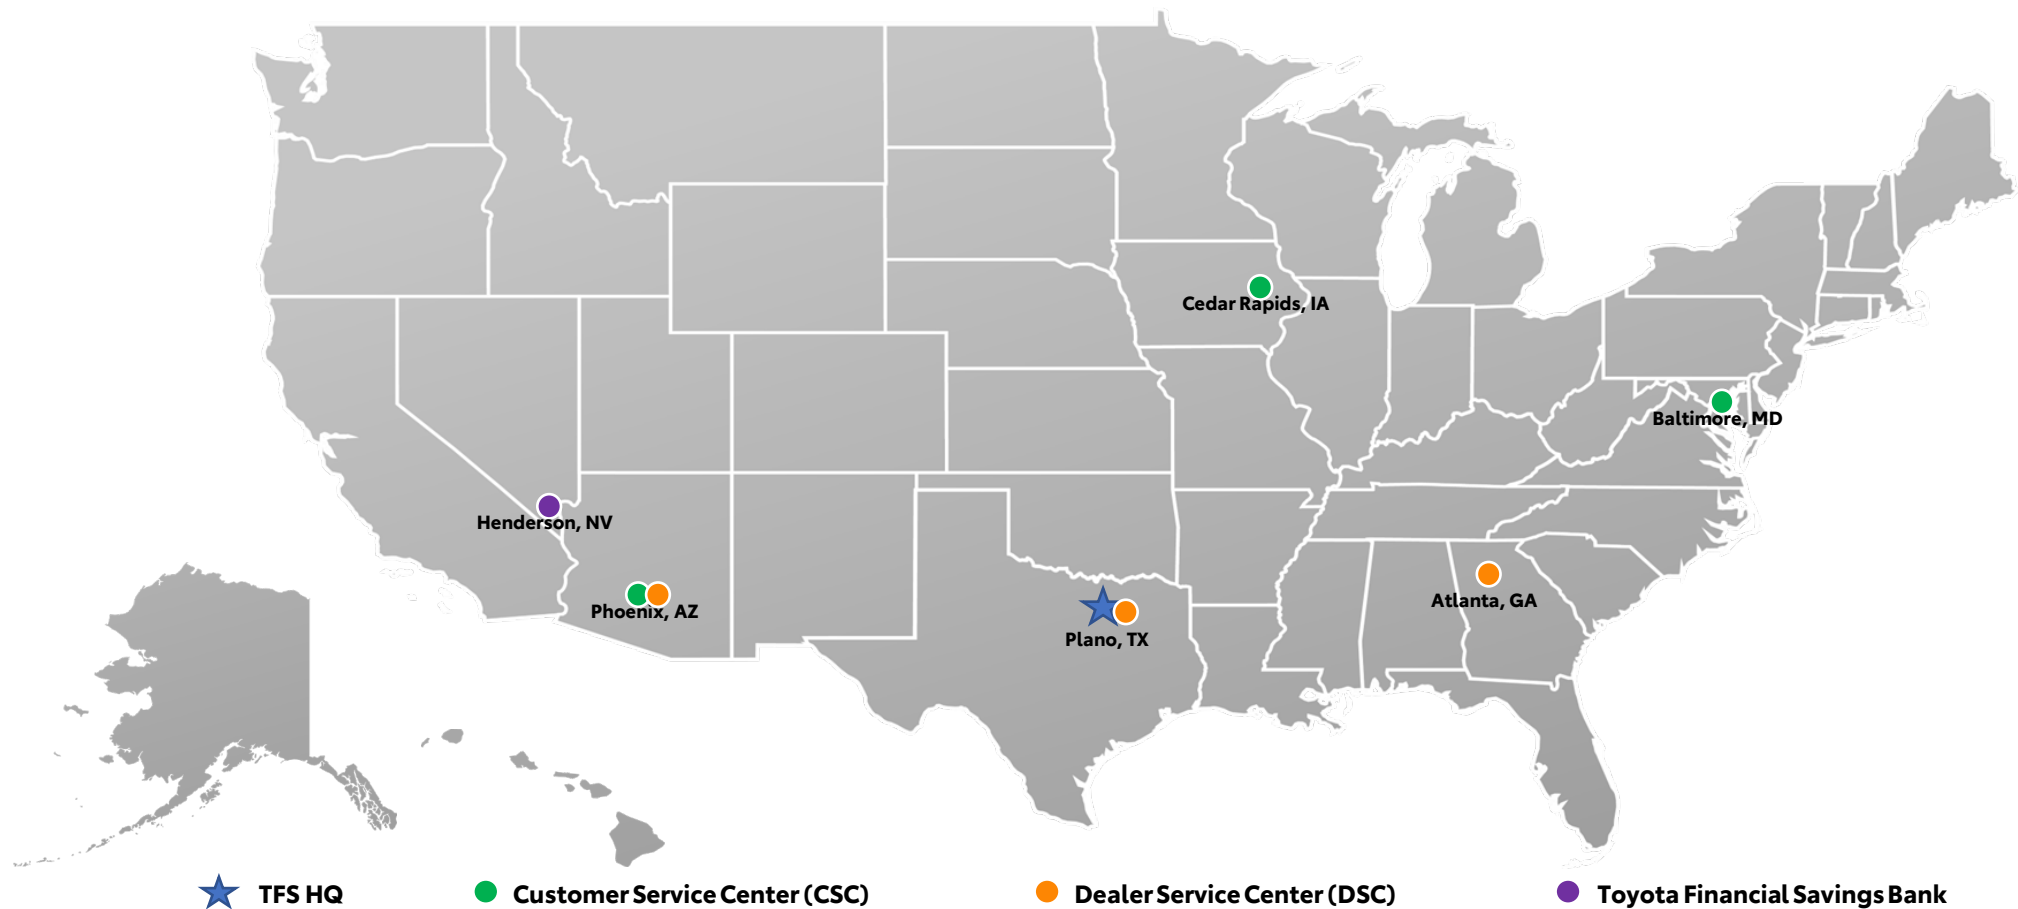 Cedar Rapids, IA
Baltimore, MD
Henderson, NV
Phoenix, AZ
Atlanta, GA
Plano, TX
TFS HQ
Customer Service Center (CSC)
Dealer Service Center (DSC)
Toyota Financial Savings Bank